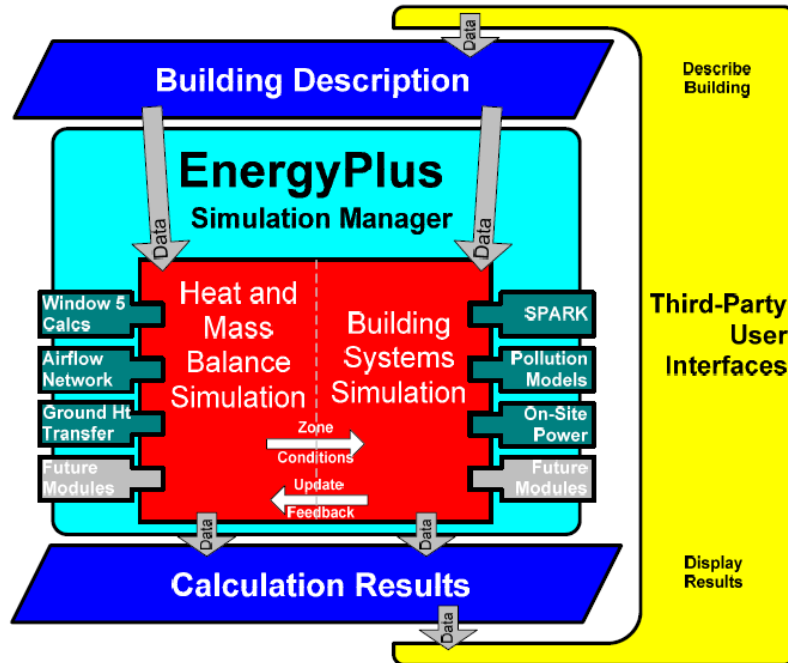 Data
Building Description
Describe
Building
EnergyPlus
Simulation Manager
Data
Data
Heat and
Mass
Balance
Simulation
Building
Systems
Simulation
Window 5
Calcs
Airflow
Network
Ground Ht
Transfer
Future
Modules
SPARK
Pollution
Models
On-Site
Power
Future
Modules
Zone
Conditions
Update
Feedback
Third-Party
User
Interfaces
Data
Data
Calculation Results
Display
Results
Data